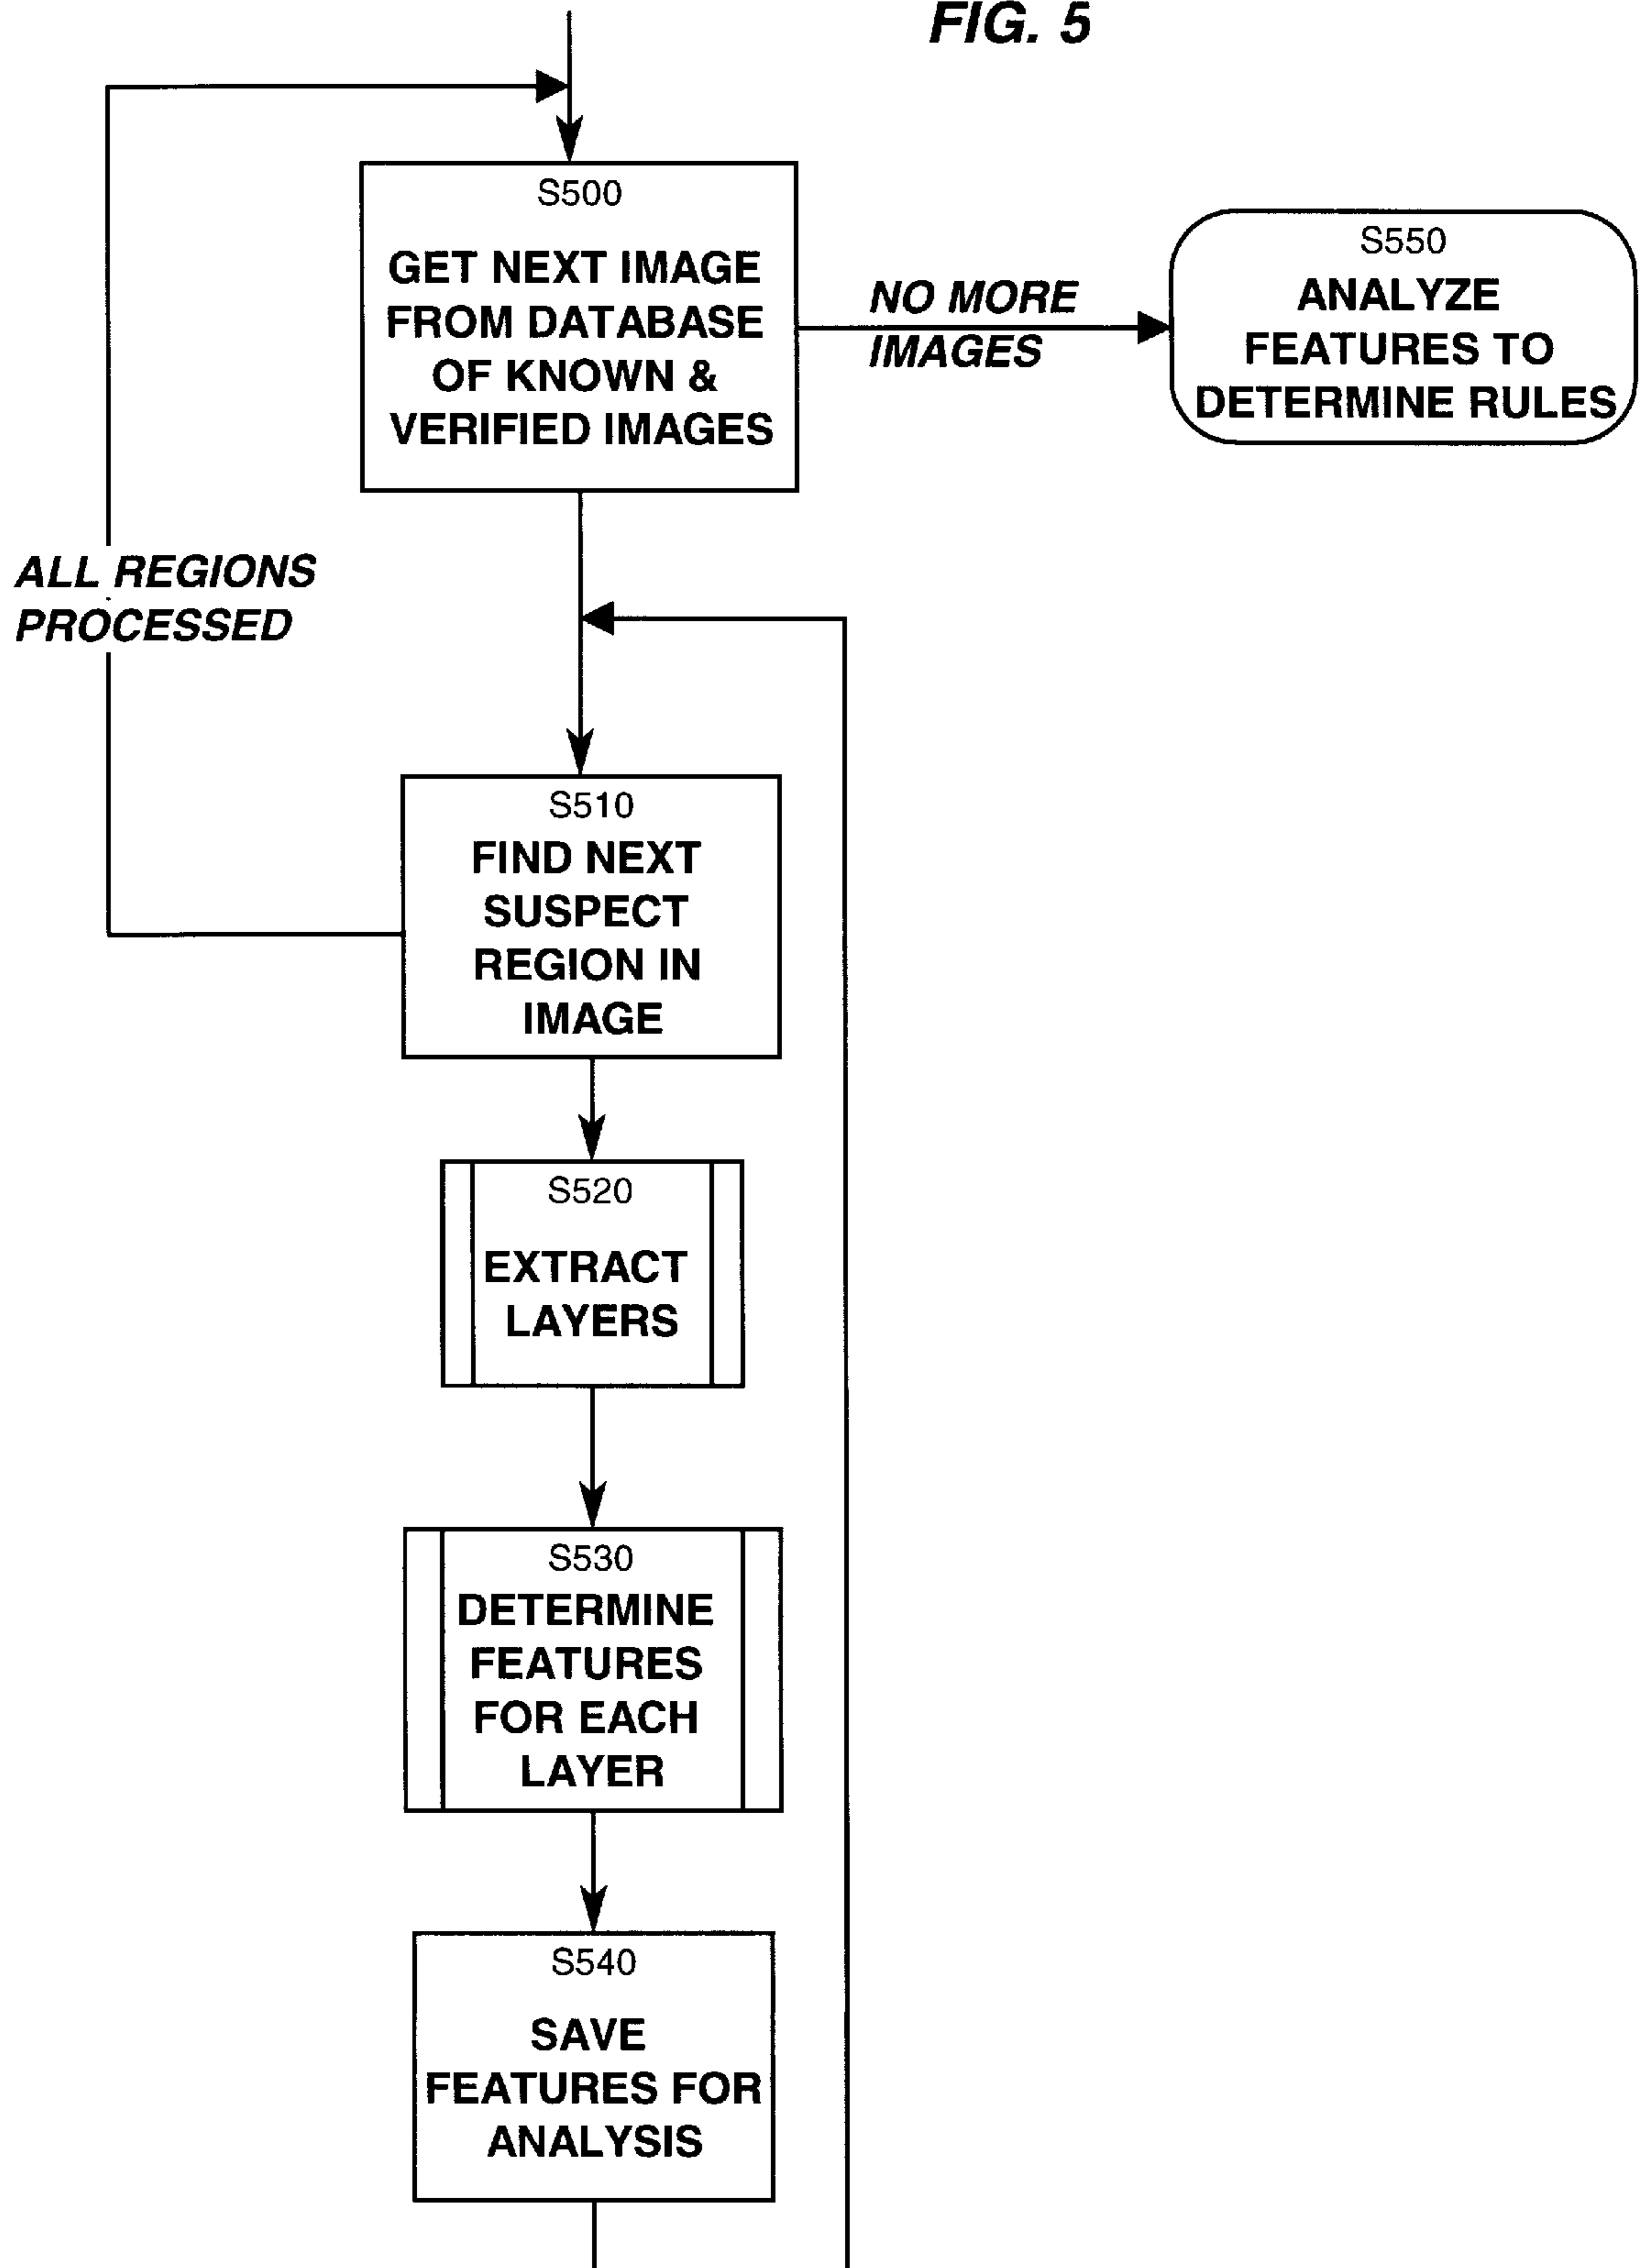 FIG. 5
S500
GET NEXT IMAGE
FROM DATABASE
OF KNOWN &
VERIFIED IMAGES
NO MORE
IMAGES
S550
ANALYZE
FEATURES TO
DETERMINE RULES
ALL REGIONS
PROCESSED
S510
FIND NEXT
SUSPECT
REGION IN
IMAGE
S520
EXTRACT
LAYERS
S530
DETERMINE
FEATURES
FOR EACH
LAYER
S540
SAVE
FEATURES FOR
ANALYSIS